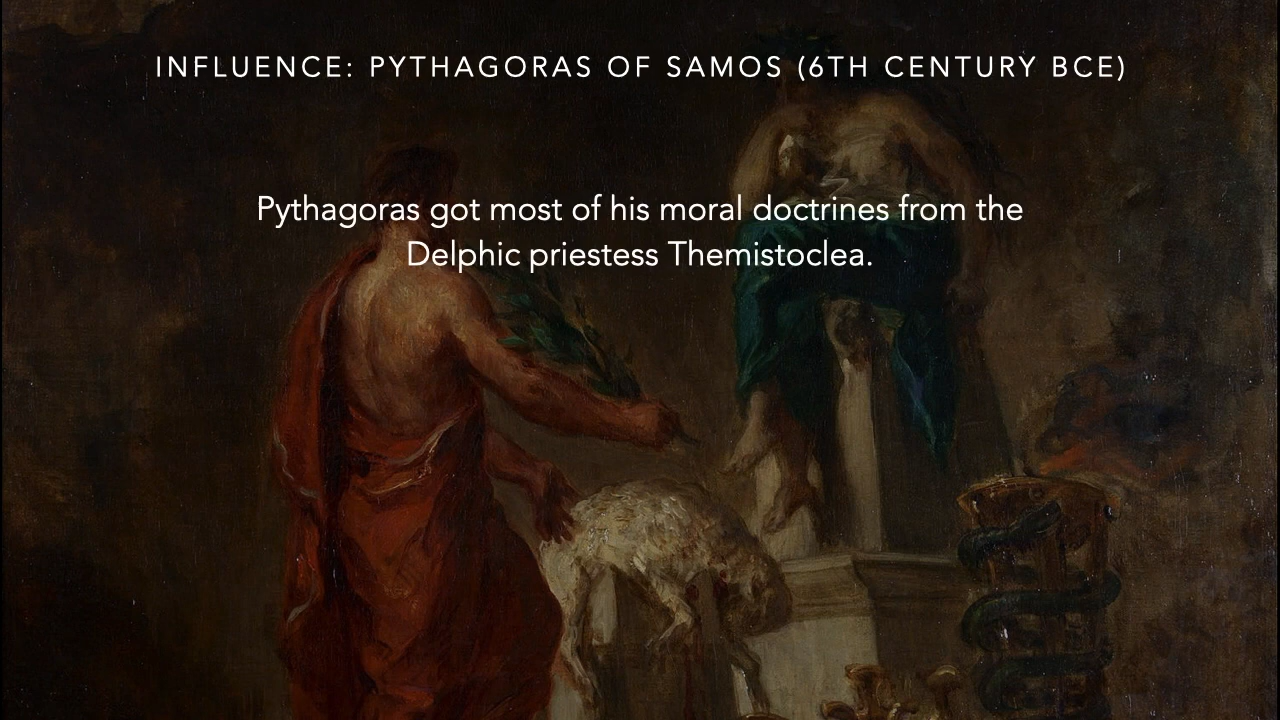 INFLUENCE: PYTHAGORAS OF SAMOS (6TH CENTURY BCE)
Pythagoras got most of his moral doctrines from the
Delphic priestess Themistoclea.